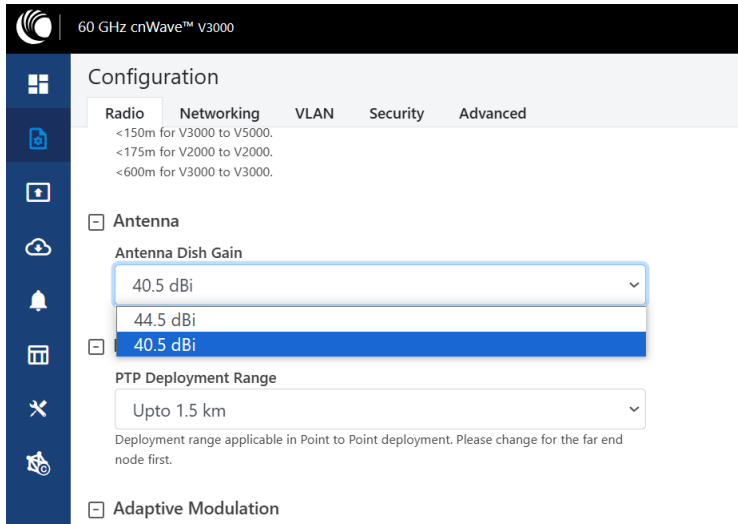 60 GHz cnWave™ V3000
Configuration
Radio Networking VLAN Security Advanced
<150m for V3000 to V5000.
<175m for V2000 to V2000.
<600m for V3000 to V3000.
Antenna
Antenna Dish Gain
40.5 dBi
44.5 dBi
40.5 dBi
PTP Deployment Range
Upto 1.5 km
Deployment range applicable in Point to Point deployment. Please change for the far end
node first.
Adaptive Modulation